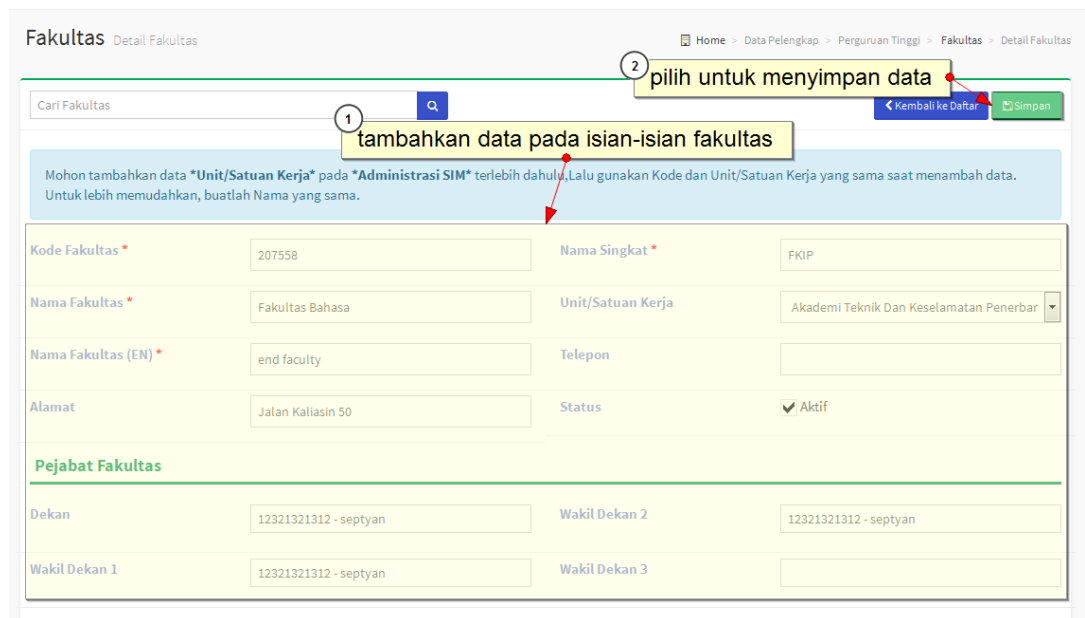 Fakultas Detail Fakultas
Home > Data Pelengkap > Perguruan Tinggi > Fakultas > Detail Fakultas
2
pilih untuk menyimpan data
Cari Fakultas
Kembali ke Daftar
Simpan
1
tambahkan data pada isian-isian fakultas
Mohon tambahkan data *Unit/Satuan Kerja* pada *Administrasi SIM* terlebih dahulu,Lalu gunakan Kode dan Unit/Satuan Kerja yang sama saat menambah data.
Untuk lebih memudahkan, buatlah Nama yang sama.
Kode Fakultas * 207558 Nama Singkat * FKIP
Nama Fakultas * Fakultas Bahasa Unit/Satuan Kerja Akademi Teknik Dan Keselamatan Penerbar
Nama Fakultas (EN) * end faculty Telepon
Alamat Jalan Kaliasin 50 Status Aktif
Pejabat Fakultas
Dekan 12321321312 - septyan Wakil Dekan 2 12321321312 - septyan
Wakil Dekan 1 12321321312 - septyan Wakil Dekan 3